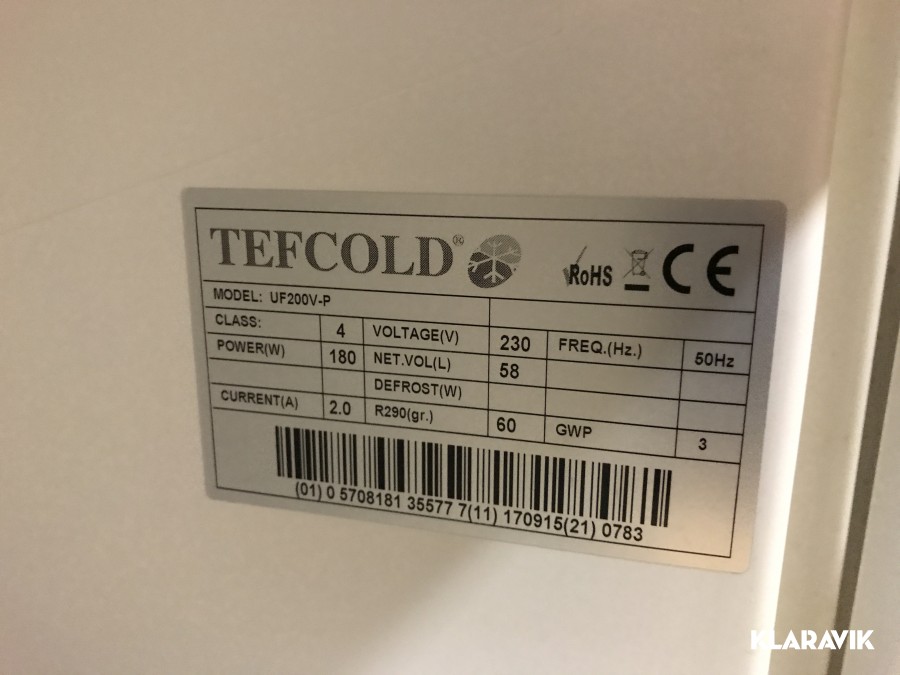 TEFCOLD®
RoHS CE
MODEL: UF200V-P
CLASS: 4 VOLTAGE(V) 230 FREQ.(Hz.) 50Hz
POWER(W) 180 NET.VOL(L) 58
DEFROST(W)
CURRENT(A) 2.0 R290(gr.) 60 GWP 3
(01) 0 5708181 35577 7(11) 170915(21) 0783
KLARAVIK